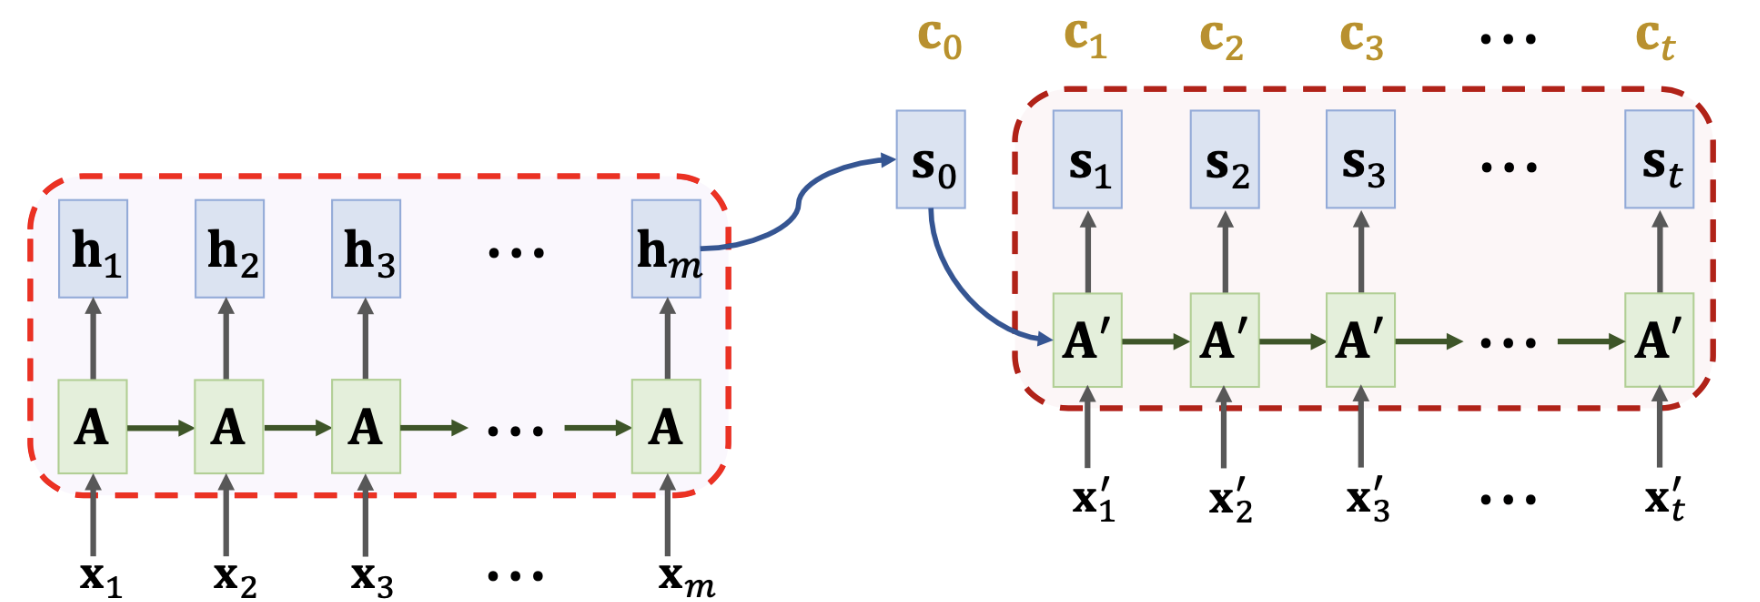 c₀ c₁ c₂ c₃ ⋯ cₜ
s₀ s₁ s₂ s₃ ⋯ sₜ
h₁ h₂ h₃ ⋯ hₘ
A′ A′ A′ ⋯ A′
A A A ⋯ A
x′₁ x′₂ x′₃ ⋯ x′ₜ
x₁ x₂ x₃ ⋯ xₘ